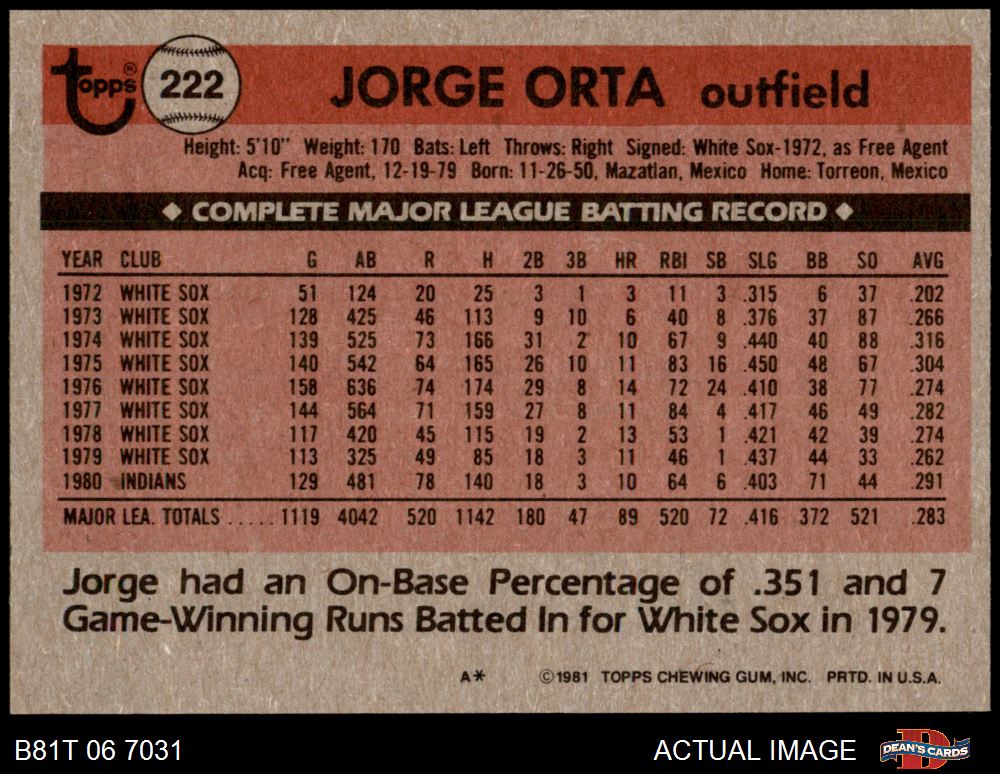 topps® 222 JORGE ORTA outfield
Height: 5'10" Weight: 170 Bats: Left Throws: Right Signed: White Sox-1972, as Free Agent
Acq: Free Agent, 12-19-79 Born: 11-26-50, Mazatlan, Mexico Home: Torreon, Mexico
◆ COMPLETE MAJOR LEAGUE BATTING RECORD ◆
YEAR CLUB G AB R H 2B 3B HR RBI SB SLG BB SO AVG
1972 WHITE SOX 51 124 20 25 3 1 3 11 3 .315 6 37 .202
1973 WHITE SOX 128 425 46 113 9 10 6 40 8 .376 37 87 .266
1974 WHITE SOX 139 525 73 166 31 2 10 67 9 .440 40 88 .316
1975 WHITE SOX 140 542 64 165 26 10 11 83 16 .450 48 67 .304
1976 WHITE SOX 158 636 74 174 29 8 14 72 24 .410 38 77 .274
1977 WHITE SOX 144 564 71 159 27 8 11 84 4 .417 46 49 .282
1978 WHITE SOX 117 420 45 115 19 2 13 53 1 .421 42 39 .274
1979 WHITE SOX 113 325 49 85 18 3 11 46 1 .437 44 33 .262
1980 INDIANS 129 481 78 140 18 3 10 64 6 .403 71 44 .291
MAJOR LEA. TOTALS ..... 1119 4042 520 1142 180 47 89 520 72 .416 372 521 .283
Jorge had an On-Base Percentage of .351 and 7
Game-Winning Runs Batted In for White Sox in 1979.
A* ©1981 TOPPS CHEWING GUM, INC. PRTD. IN U.S.A.
B81T 06 7031 ACTUAL IMAGE DEAN'S CARDS